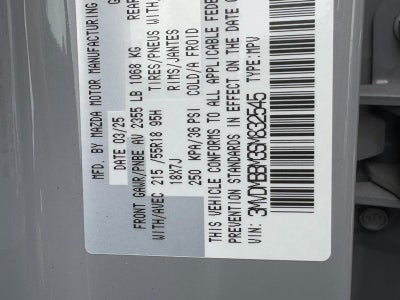 MFD. BY MAZDA MOTOR MANUFACTURING
DATE 03/25
FRONT GAWR/PNBE AV 2355 LB 1068 KG REAR
WITH/AVEC 215 /55R18 95H TIRES/PNEUS WITH/
18X7J RIMS/JANTES
250 KPA/36 PSI COLD/A FROID
THIS VEHICLE CONFORMS TO ALL APPLICABLE FEDE
PREVENTION STANDARDS IN EFFECT ON THE DATE O
VIN: 3MVDMBBM3SM832545 TYPE:MPV